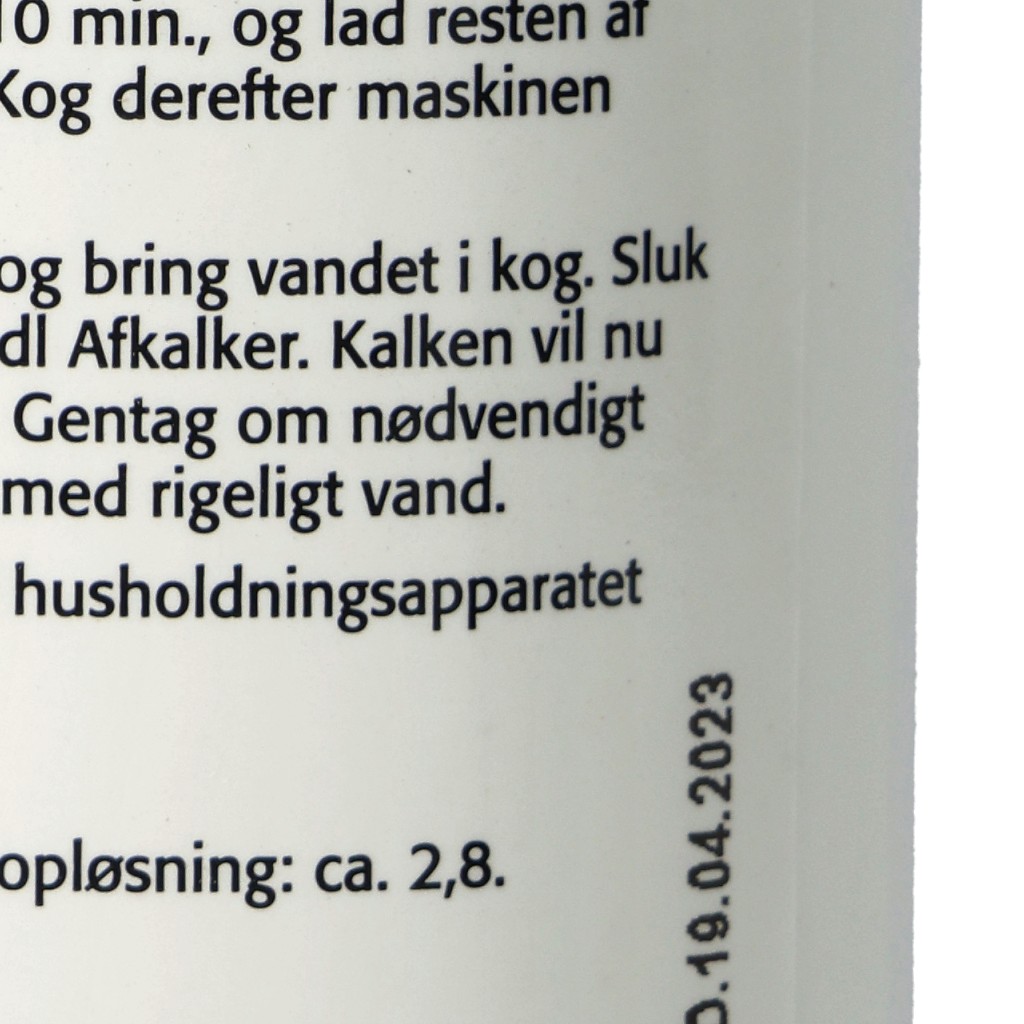 10 min., og lad resten af
Kog derefter maskinen
og bring vandet i kog. Sluk
dl Afkalker. Kalken vil nu
Gentag om nødvendigt
med rigeligt vand.
husholdningsapparatet
opløsning: ca. 2,8.
D.19.04.2023